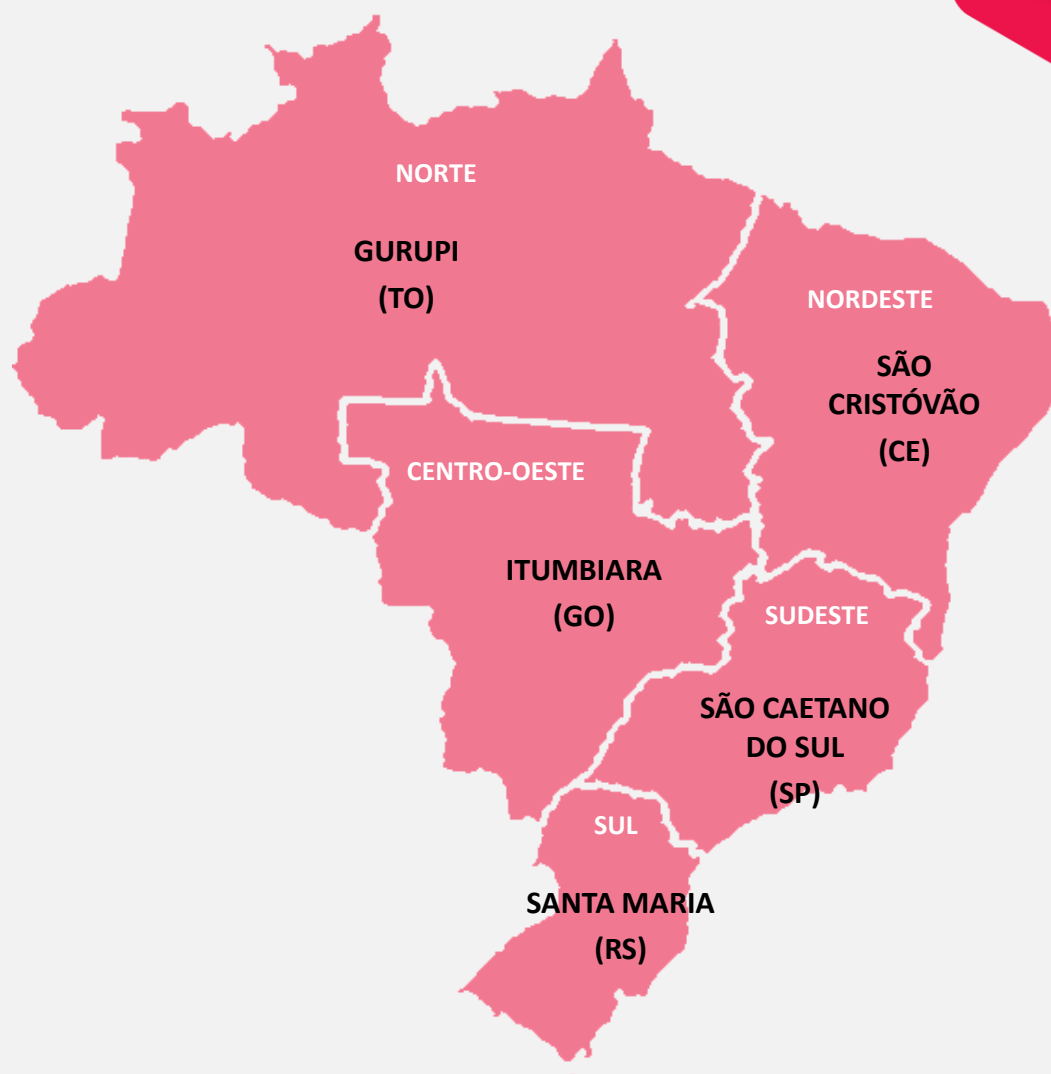 NORTE
GURUPI
(TO)
NORDESTE
SÃO
CRISTÓVÃO
(CE)
CENTRO-OESTE
ITUMBIARA
(GO)
SUDESTE
SÃO CAETANO
DO SUL
(SP)
SUL
SANTA MARIA
(RS)